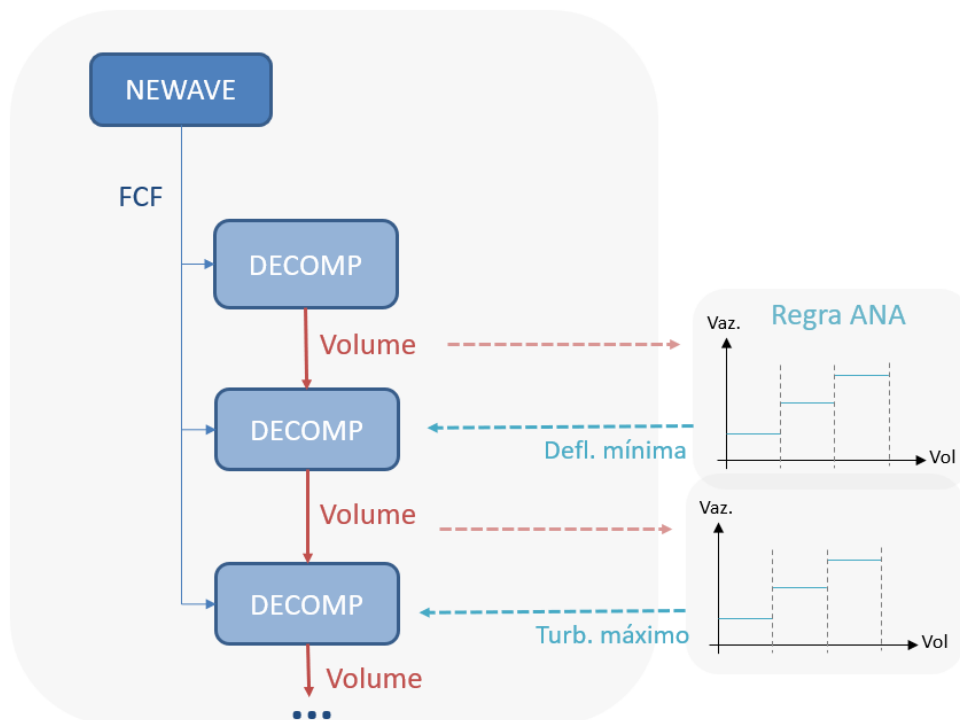 NEWAVE
FCF
DECOMP
Volume
Regra ANA
Vaz.
Vol
DECOMP
Defl. mínima
Volume
Vaz.
Vol
DECOMP
Turb. máximo
Volume
...